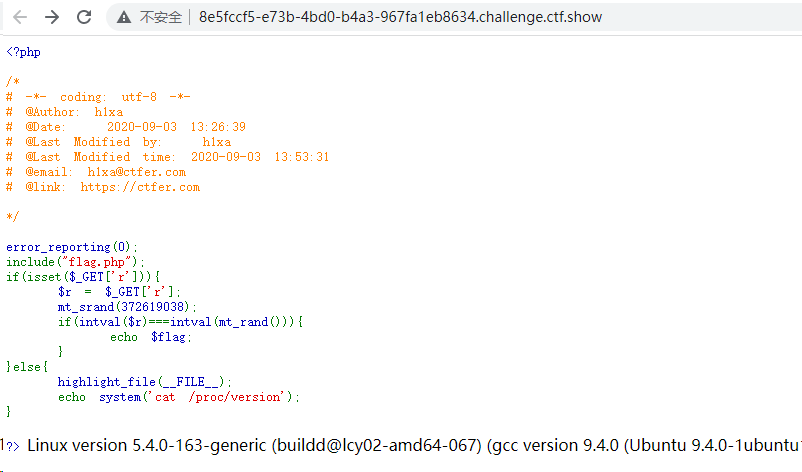 不安全 8e5fccf5-e73b-4bd0-b4a3-967fa1eb8634.challenge.ctf.show
<?php
/*
# -*- coding: utf-8 -*-
# @Author: h1xa
# @Date: 2020-09-03 13:26:39
# @Last Modified by: h1xa
# @Last Modified time: 2020-09-03 13:53:31
# @email: h1xa@ctfer.com
# @link: https://ctfer.com
*/
error_reporting(0);
include("flag.php");
if(isset($_GET['r'])){
$r = $_GET['r'];
mt_srand(372619038);
if(intval($r)===intval(mt_rand())){
echo $flag;
}
}else{
highlight_file(__FILE__);
echo system('cat /proc/version');
}
?> Linux version 5.4.0-163-generic (buildd@lcy02-amd64-067) (gcc version 9.4.0 (Ubuntu 9.4.0-1ubuntu1